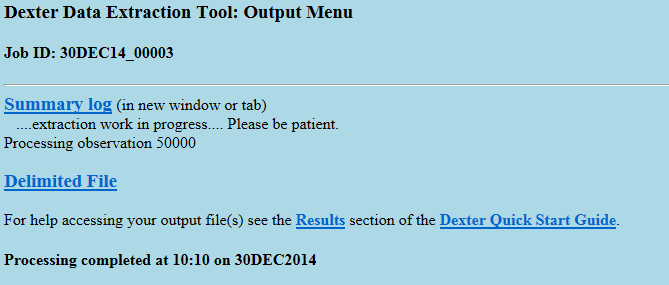 Dexter Data Extraction Tool: Output Menu
Job ID: 30DEC14_00003
Summary log (in new window or tab)
....extraction work in progress.... Please be patient.
Processing observation 50000
Delimited File
For help accessing your output file(s) see the Results section of the Dexter Quick Start Guide.
Processing completed at 10:10 on 30DEC2014